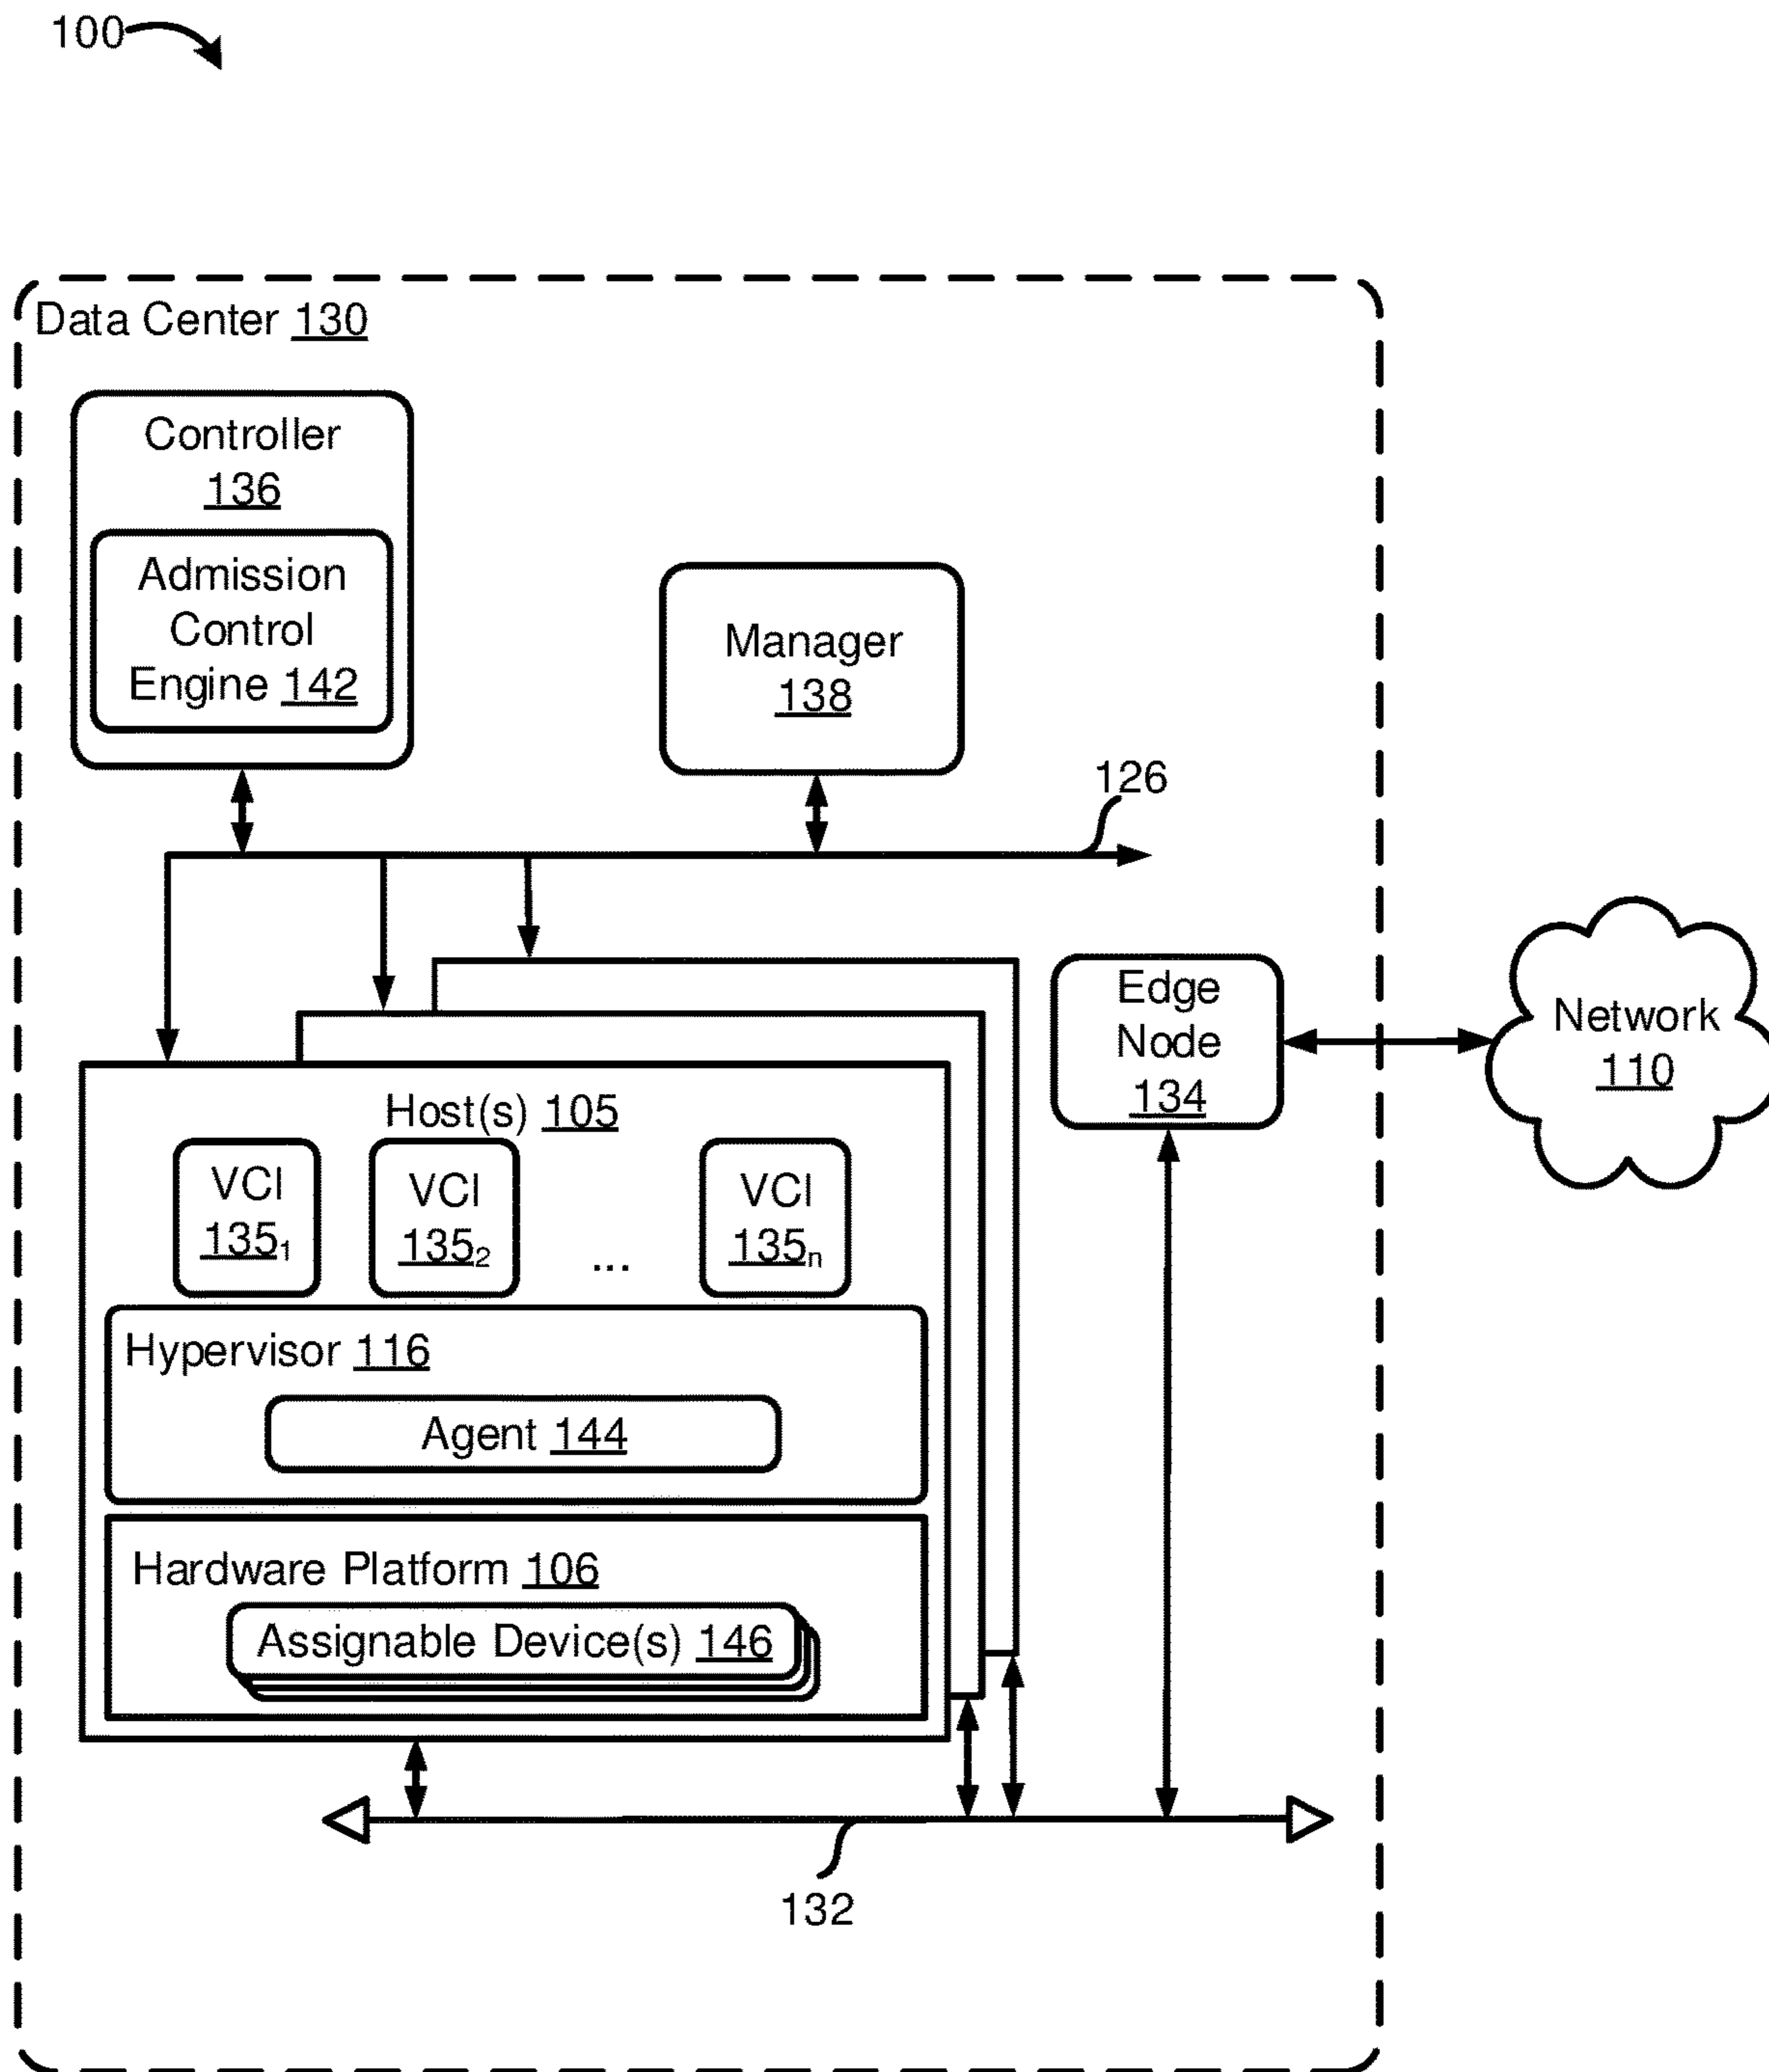 100
Data Center 130
Controller
136
Admission
Control
Engine 142
Manager
138
126
Edge
Node
134
Network
110
Host(s) 105
VCI
135₁
VCI
135₂
...
VCI
135ₙ
Hypervisor 116
Agent 144
Hardware Platform 106
Assignable Device(s) 146
132